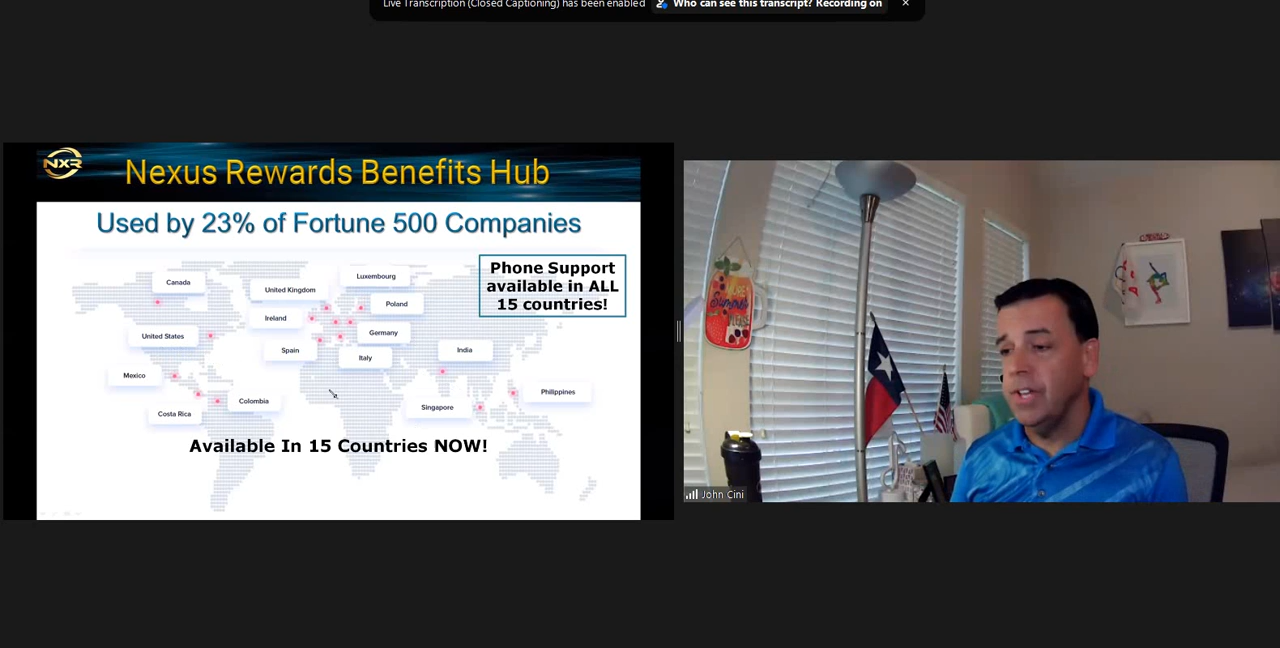 Live Transcription (Closed Captioning) has been enabled
Who can see this transcript? Recording on
NXR
Nexus Rewards Benefits Hub
Used by 23% of Fortune 500 Companies
Phone Support
available in ALL
15 countries!
Canada
United Kingdom
Luxembourg
Ireland
Poland
United States
Germany
Spain
Italy
India
Mexico
Costa Rica
Colombia
Singapore
Philippines
Available In 15 Countries NOW!
John Cini